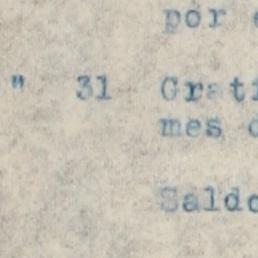 por
" 31 Grati
mes
Saldo